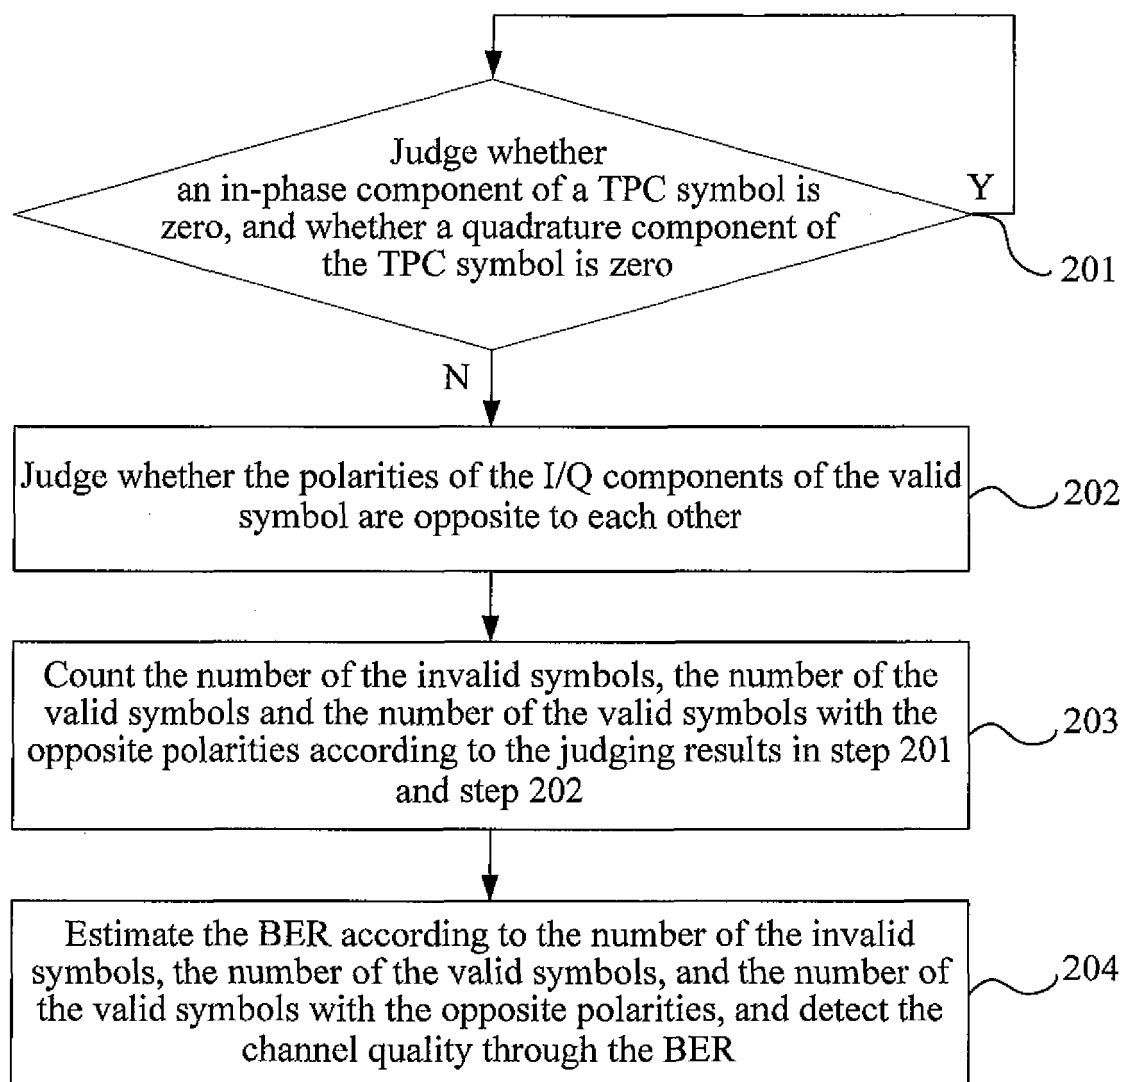 Judge whether
an in-phase component of a TPC symbol is
zero, and whether a quadrature component of
the TPC symbol is zero
Y
201
N
Judge whether the polarities of the I/Q components of the valid
symbol are opposite to each other
202
Count the number of the invalid symbols, the number of the
valid symbols and the number of the valid symbols with the
opposite polarities according to the judging results in step 201
and step 202
203
Estimate the BER according to the number of the invalid
symbols, the number of the valid symbols, and the number of
the valid symbols with the opposite polarities, and detect the
channel quality through the BER
204